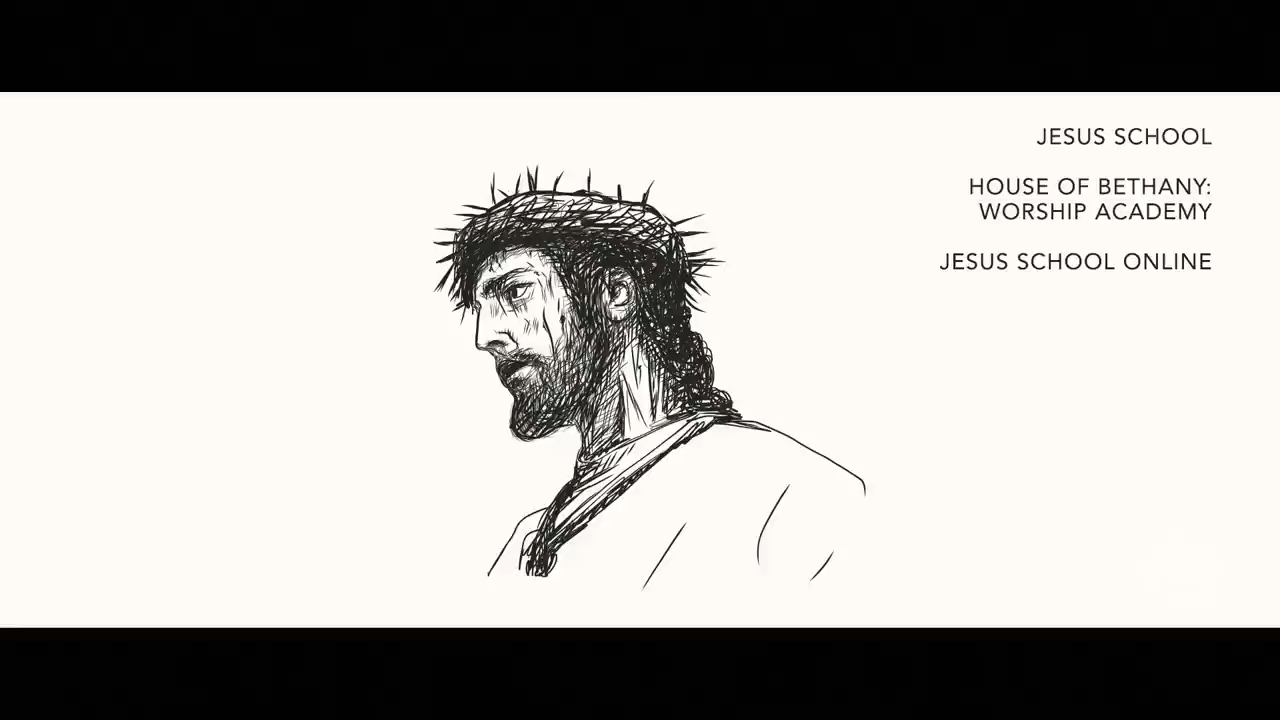 JESUS SCHOOL
HOUSE OF BETHANY:
WORSHIP ACADEMY
JESUS SCHOOL ONLINE